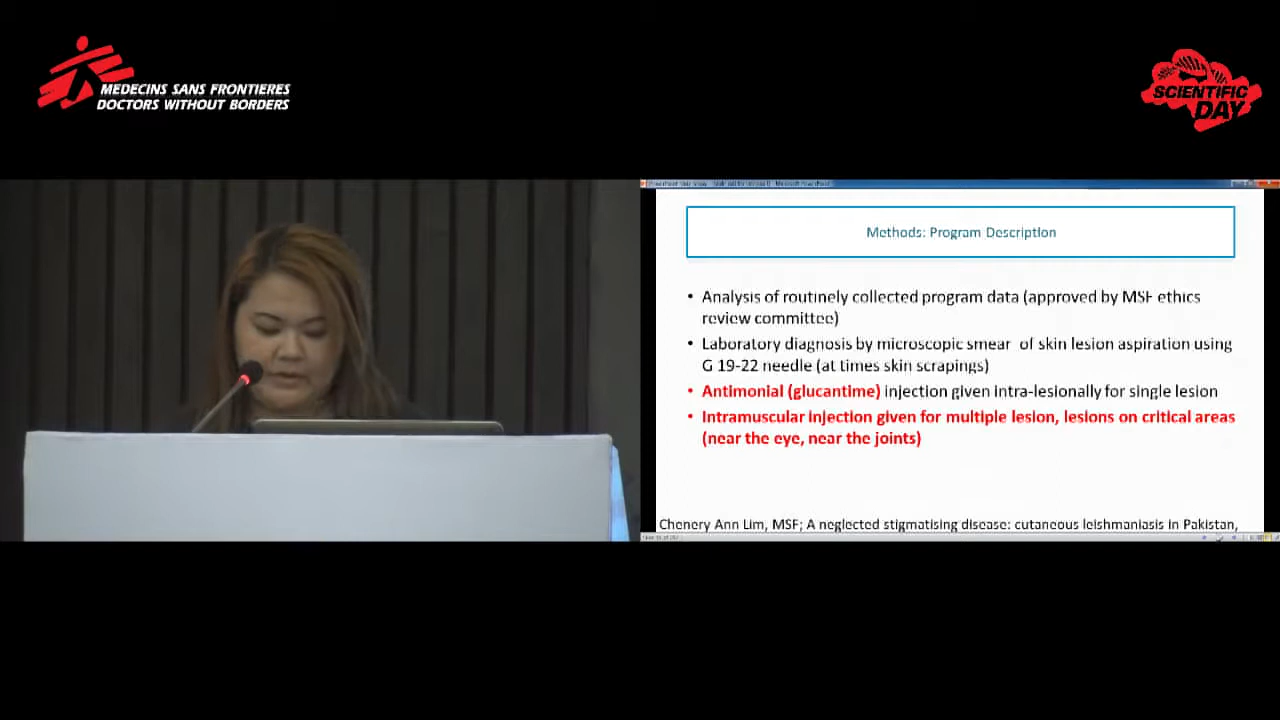 MEDECINS SANS FRONTIERES
DOCTORS WITHOUT BORDERS
SCIENTIFIC
DAY
Methods: Program Description
• Analysis of routinely collected program data (approved by MSF ethics
review committee)
• Laboratory diagnosis by microscopic smear of skin lesion aspiration using
G 19-22 needle (at times skin scrapings)
• Antimonial (glucantime) injection given intra-lesionally for single lesion
• Intramuscular injection given for multiple lesion, lesions on critical areas
(near the eye, near the joints)
Chenery Ann Lim, MSF; A neglected stigmatising disease: cutaneous leishmaniasis in Pakistan,